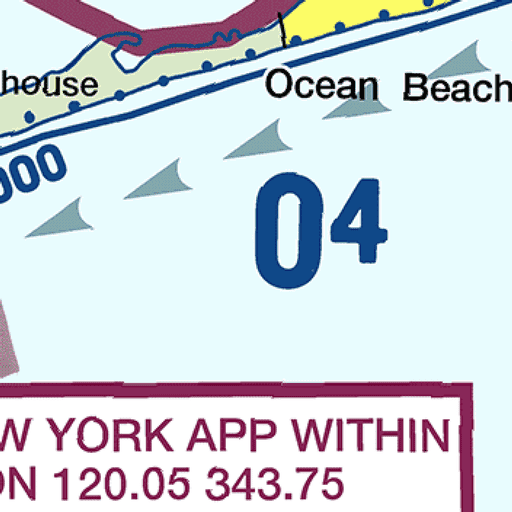 house
Ocean Beach
000
04
W YORK APP WITHIN
ON 120.05 343.75